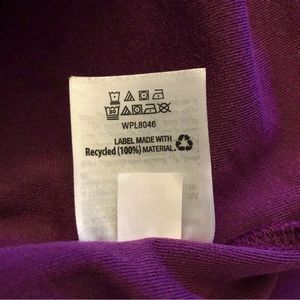 WPL8046
LABEL MADE WITH
Recycled (100%) MATERIAL.